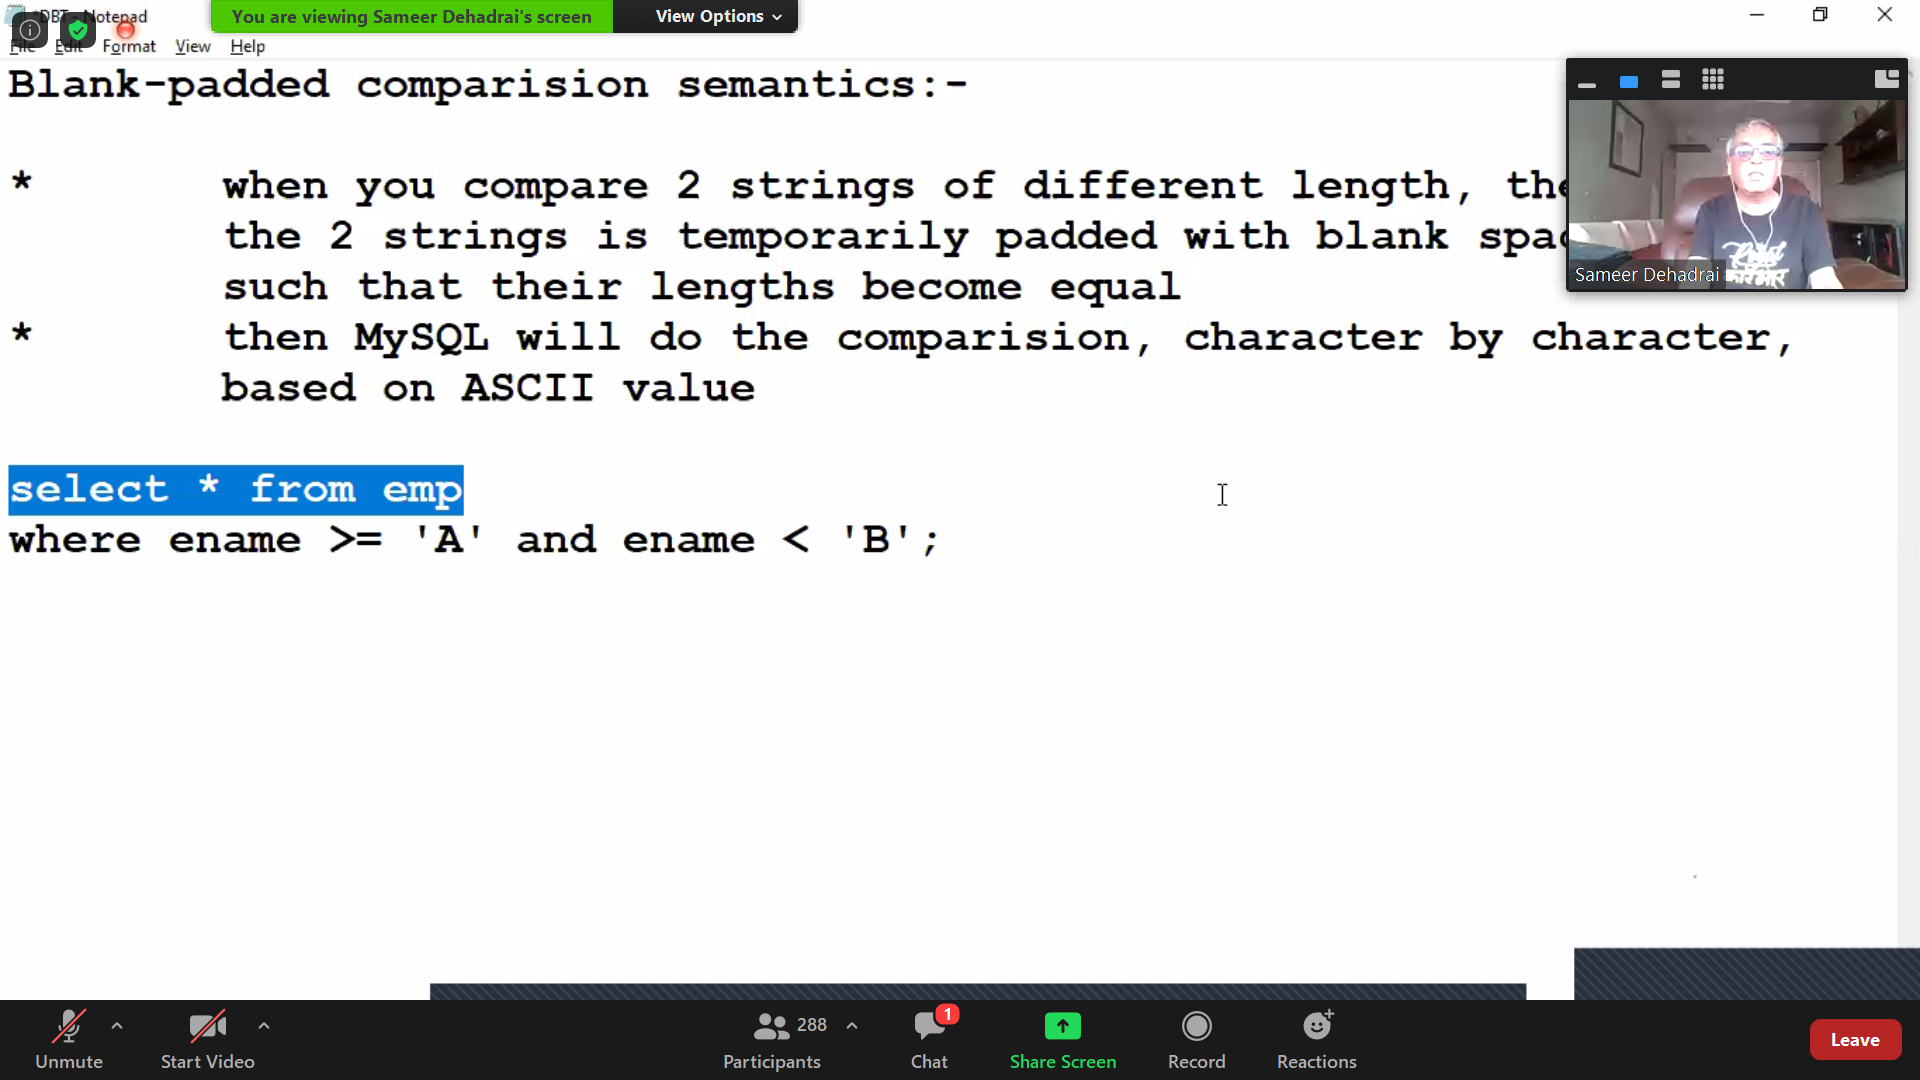 *DBT - Notepad
You are viewing Sameer Dehadrai's screen
View Options
File Edit Format View Help
Blank-padded comparision semantics:-
* when you compare 2 strings of different length, the
the 2 strings is temporarily padded with blank spac
such that their lengths become equal
* then MySQL will do the comparision, character by character,
based on ASCII value
select * from emp
where ename >= 'A' and ename < 'B';
Sameer Dehadrai
Unmute
Start Video
288
Participants
1
Chat
Share Screen
Record
Reactions
Leave